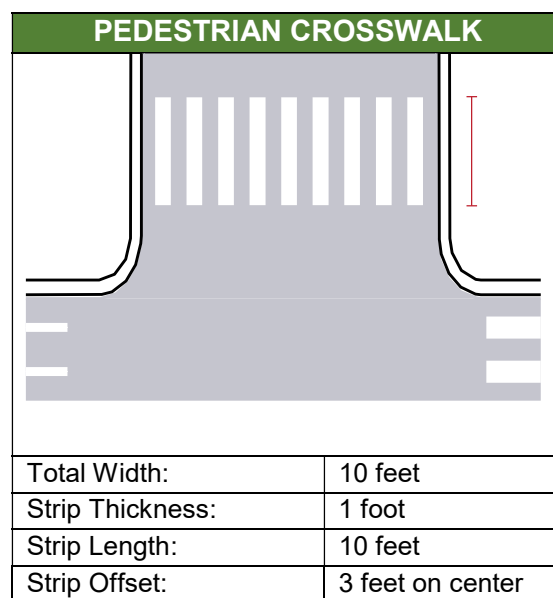 PEDESTRIAN CROSSWALK
Total Width: 10 feet
Strip Thickness: 1 foot
Strip Length: 10 feet
Strip Offset: 3 feet on center